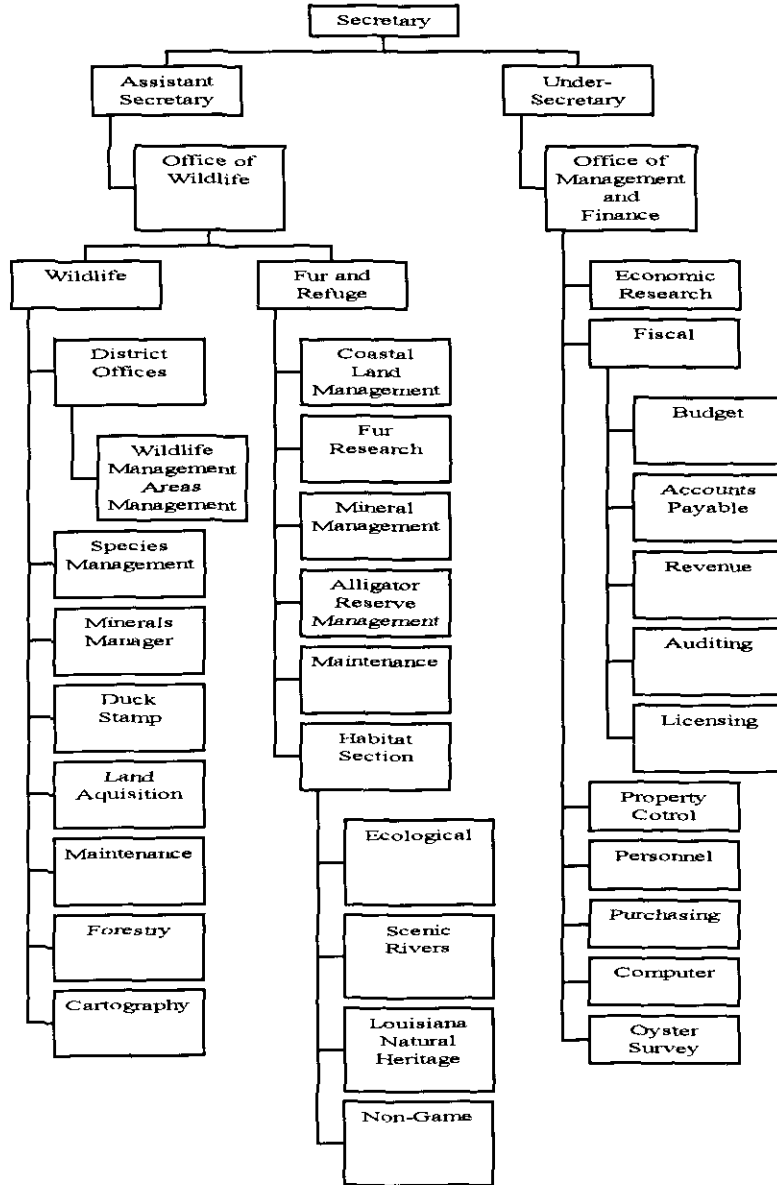 Secretary
Assistant
Secretary
Under-
Secretary
Office of
Wildlife
Office of
Management
and
Finance
Wildlife
District
Offices
Wildlife
Management
Areas
Management
Species
Management
Minerals
Manager
Duck
Stamp
Land
Aquisition
Maintenance
Forestry
Cartography
Fur and
Refuge
Coastal
Land
Management
Fur
Research
Mineral
Management
Alligator
Reserve
Management
Maintenance
Habitat
Section
Ecological
Scenic
Rivers
Louisiana
Natural
Heritage
Non-Game
Economic
Research
Fiscal
Budget
Accounts
Payable
Revenue
Auditing
Licensing
Property
Cotrol
Personnel
Purchasing
Computer
Oyster
Survey